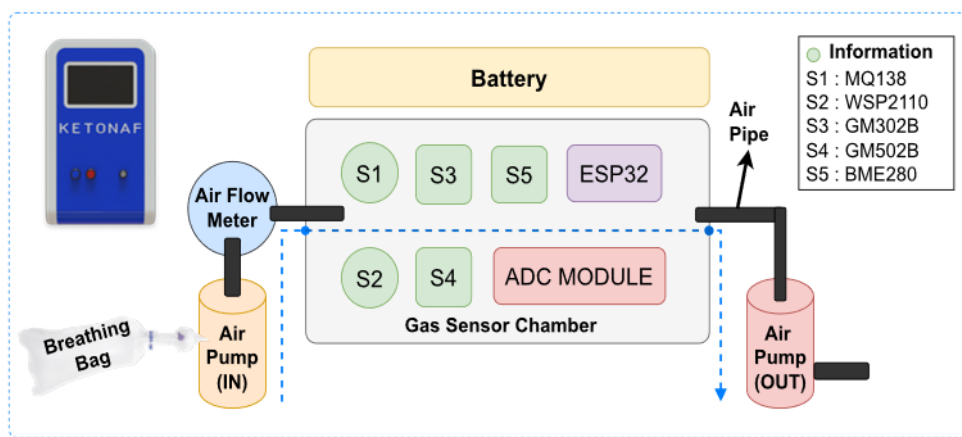 KETONAF
Battery
Information
S1 : MQ138
S2 : WSP2110
S3 : GM302B
S4 : GM502B
S5 : BME280
Air
Pipe
S1
S3
S5
ESP32
Air Flow
Meter
S2
S4
ADC MODULE
Gas Sensor Chamber
Breathing
Bag
Air
Pump
(IN)
Air
Pump
(OUT)